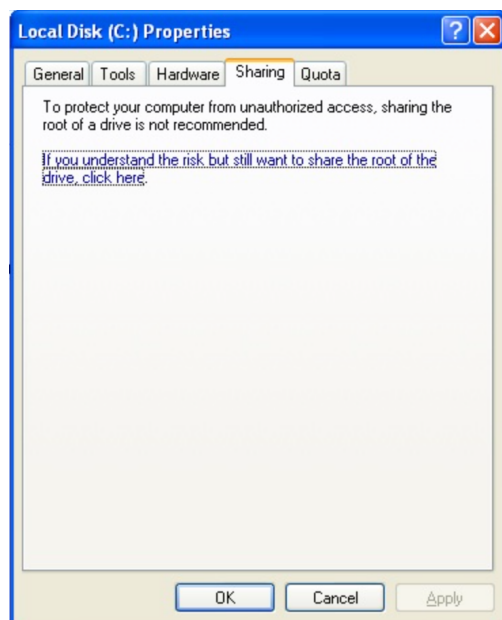 Local Disk (C:) Properties
General Tools Hardware Sharing Quota
To protect your computer from unauthorized access, sharing the
root of a drive is not recommended.
If you understand the risk but still want to share the root of the
drive, click here.
OK Cancel Apply